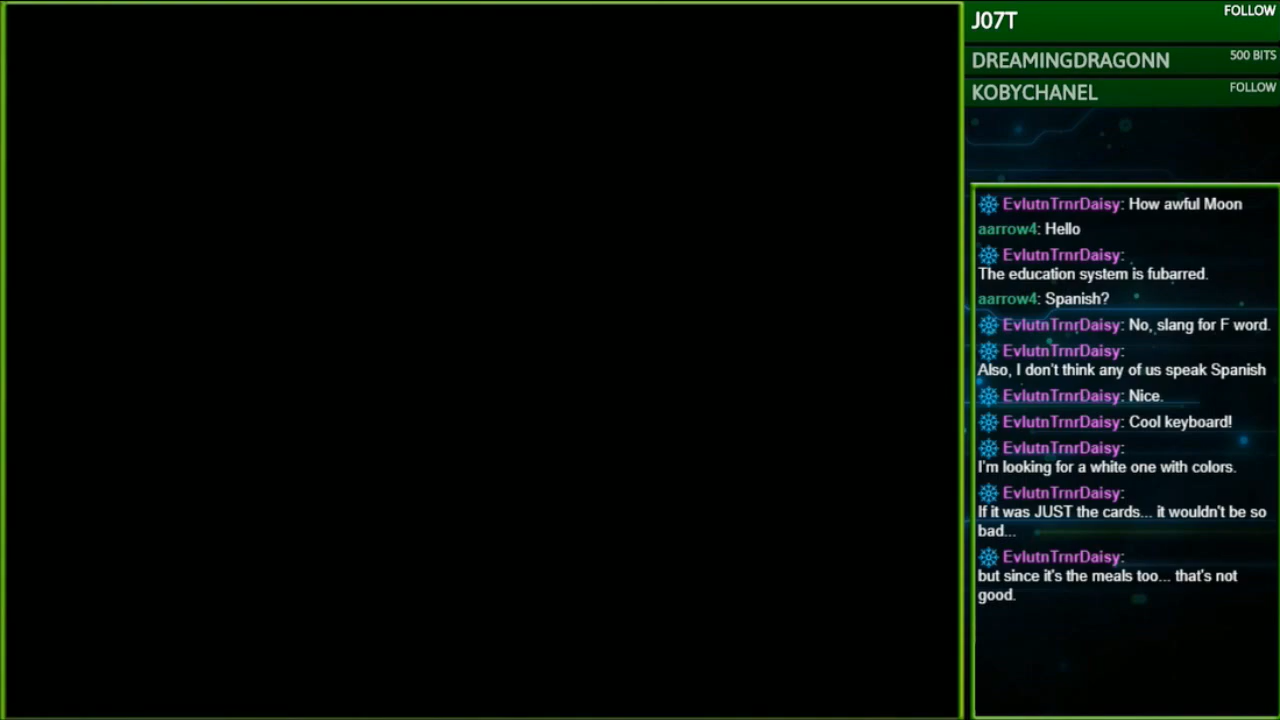 J07T
FOLLOW
DREAMINGDRAGONN
500 BITS
KOBYCHANEL
FOLLOW
EvlutnTrnrDaisy: How awful Moon
aarrow4: Hello
EvlutnTrnrDaisy:
The education system is fubarred.
aarrow4: Spanish?
EvlutnTrnrDaisy: No, slang for F word.
EvlutnTrnrDaisy:
Also, I don't think any of us speak Spanish
EvlutnTrnrDaisy: Nice.
EvlutnTrnrDaisy: Cool keyboard!
EvlutnTrnrDaisy:
I'm looking for a white one with colors.
EvlutnTrnrDaisy:
If it was JUST the cards... it wouldn't be so
bad...
EvlutnTrnrDaisy:
but since it's the meals too... that's not
good.